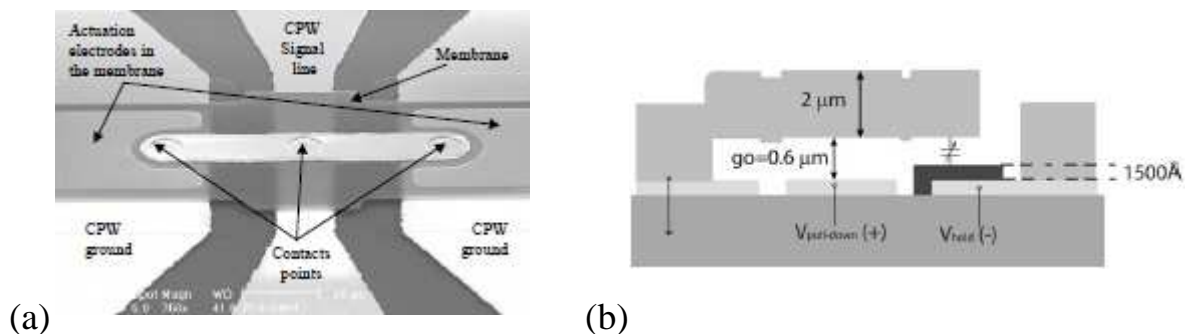 Actuation
electrodes in
the membrane
CPW
Signal
line
Membrane
CPW
ground
Contacts
points
CPW
ground
WD
(a)
2 μm
go=0.6 μm
1500Å
Vpull-down (+)
Vhold (-)
(b)